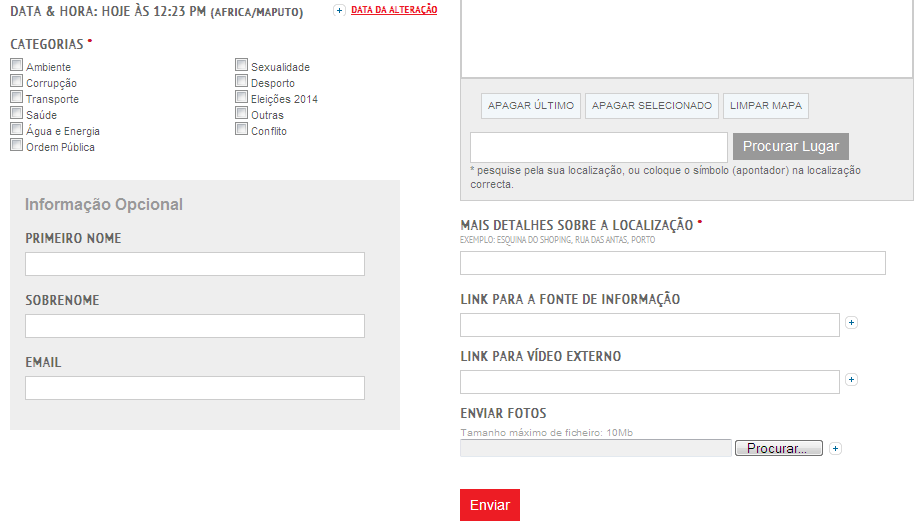 DATA & HORA: HOJE ÀS 12:23 PM (AFRICA/MAPUTO)
DATA DA ALTERAÇÃO
CATEGORIAS *
Ambiente
Corrupção
Transporte
Saúde
Água e Energia
Ordem Pública
Sexualidade
Desporto
Eleições 2014
Outras
Conflito
Informação Opcional
PRIMEIRO NOME
SOBRENOME
EMAIL
APAGAR ÚLTIMO
APAGAR SELECIONADO
LIMPAR MAPA
Procurar Lugar
* pesquise pela sua localização, ou coloque o símbolo (apontador) na localização
correcta.
MAIS DETALHES SOBRE A LOCALIZAÇÃO *
EXEMPLO: ESQUINA DO SHOPING, RUA DAS ANTAS, PORTO
LINK PARA A FONTE DE INFORMAÇÃO
LINK PARA VÍDEO EXTERNO
ENVIAR FOTOS
Tamanho máximo de ficheiro: 10Mb
Procurar...
Enviar